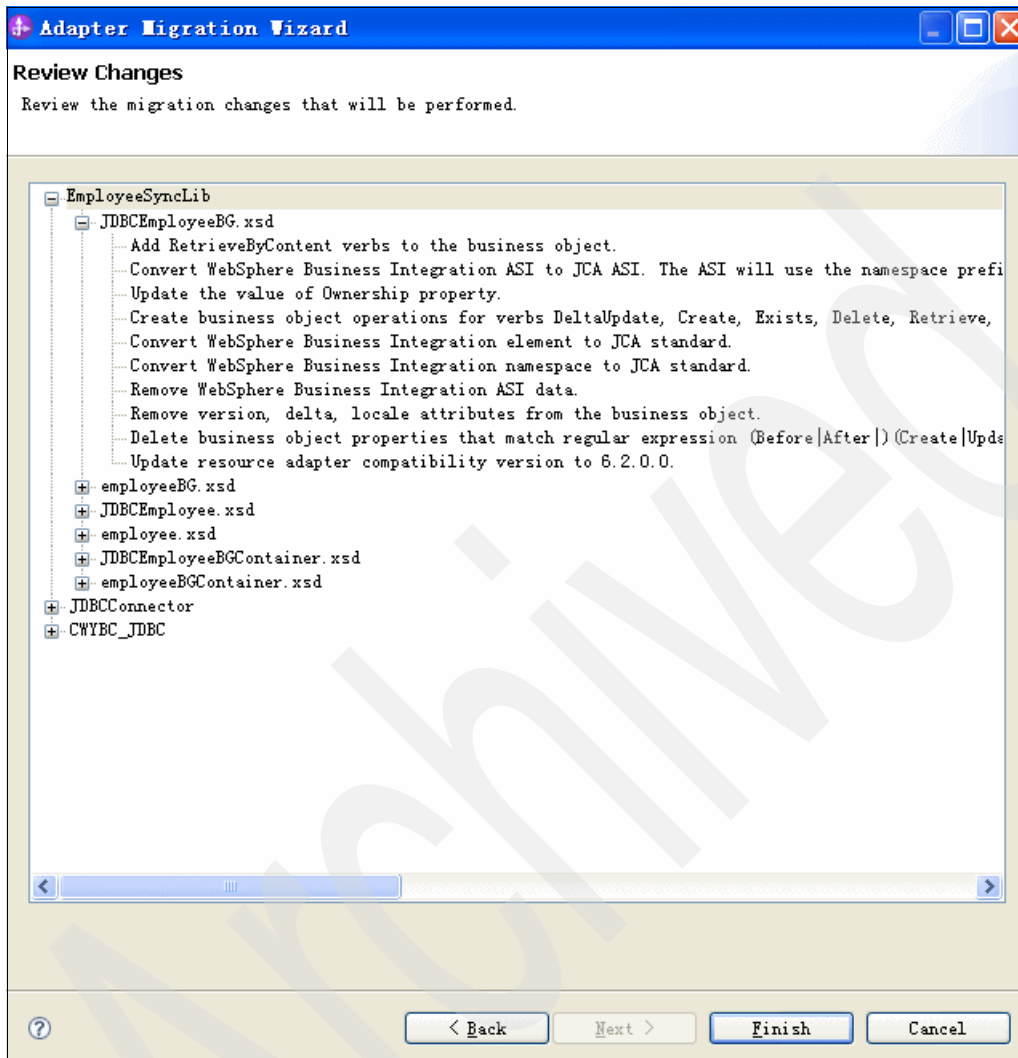 Adapter Migration Wizard
Review Changes
Review the migration changes that will be performed.
EmployeeSyncLib
JDBCEmployeeBG.xsd
Add RetrieveByContent verbs to the business object.
Convert WebSphere Business Integration ASI to JCA ASI. The ASI will use the namespace prefi
Update the value of Ownership property.
Create business object operations for verbs DeltaUpdate, Create, Exists, Delete, Retrieve,
Convert WebSphere Business Integration element to JCA standard.
Convert WebSphere Business Integration namespace to JCA standard.
Remove WebSphere Business Integration ASI data.
Remove version, delta, locale attributes from the business object.
Delete business object properties that match regular expression (Before|After|)(Create|Upda
Update resource adapter compatibility version to 6.2.0.0.
employeeBG.xsd
JDBCEmployee.xsd
employee.xsd
JDBCEmployeeBGContainer.xsd
employeeBGContainer.xsd
JDBCConnector
CWYBC_JDBC
Archived
< Back Next > Finish Cancel